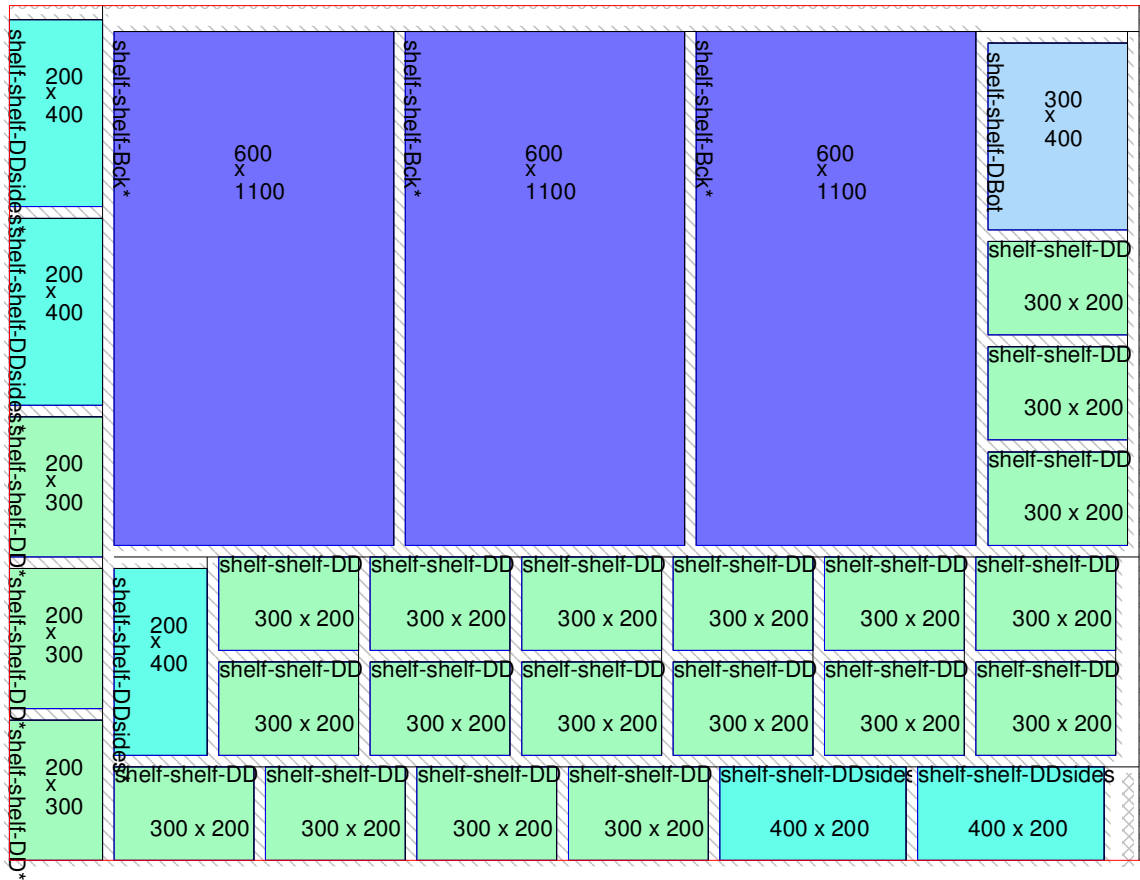 shelf-shelf-DDsides*
200
x
400
shelf-shelf-DDsides*
200
x
400
shelf-shelf-DD*
200
x
300
shelf-shelf-DD*
200
x
300
shelf-shelf-DD*
200
x
300
shelf-shelf-Bck*
600
x
1100
shelf-shelf-Bck*
600
x
1100
shelf-shelf-Bck*
600
x
1100
shelf-shelf-DBot
300
x
400
shelf-shelf-DD
300 x 200
shelf-shelf-DD
300 x 200
shelf-shelf-DD
300 x 200
shelf-shelf-DDsides
200
x
400
shelf-shelf-DD
300 x 200
shelf-shelf-DD
300 x 200
shelf-shelf-DD
300 x 200
shelf-shelf-DD
300 x 200
shelf-shelf-DD
300 x 200
shelf-shelf-DD
300 x 200
shelf-shelf-DD
300 x 200
shelf-shelf-DD
300 x 200
shelf-shelf-DD
300 x 200
shelf-shelf-DD
300 x 200
shelf-shelf-DD
300 x 200
shelf-shelf-DD
300 x 200
shelf-shelf-DD
300 x 200
shelf-shelf-DD
300 x 200
shelf-shelf-DD
300 x 200
shelf-shelf-DD
300 x 200
shelf-shelf-DDsides
400 x 200
shelf-shelf-DDsides
400 x 200